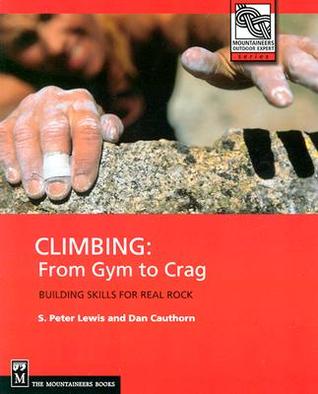 MOUNTAINEERS
OUTDOOR EXPERT
series
CLIMBING:
From Gym to Crag
BUILDING SKILLS FOR REAL ROCK
S. Peter Lewis and Dan Cauthorn
M
THE MOUNTAINEERS BOOKS